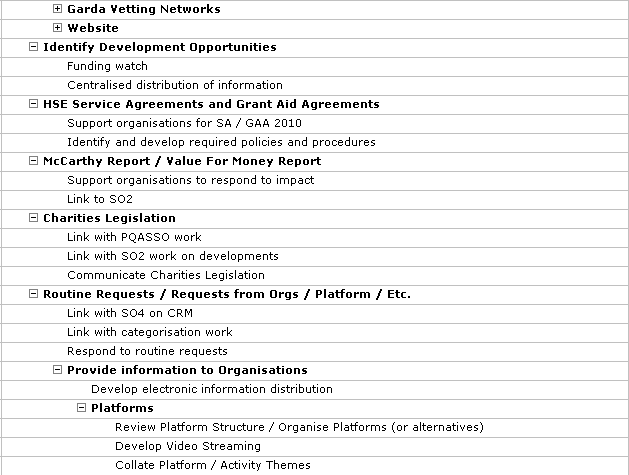 Garda Vetting Networks
Website
Identify Development Opportunities
Funding watch
Centralised distribution of information
HSE Service Agreements and Grant Aid Agreements
Support organisations for SA / GAA 2010
Identify and develop required policies and procedures
McCarthy Report / Value For Money Report
Support organisations to respond to impact
Link to SO2
Charities Legislation
Link with PQASSO work
Link with SO2 work on developments
Communicate Charities Legislation
Routine Requests / Requests from Orgs / Platform / Etc.
Link with SO4 on CRM
Link with categorisation work
Respond to routine requests
Provide information to Organisations
Develop electronic information distribution
Platforms
Review Platform Structure / Organise Platforms (or alternatives)
Develop Video Streaming
Collate Platform / Activity Themes